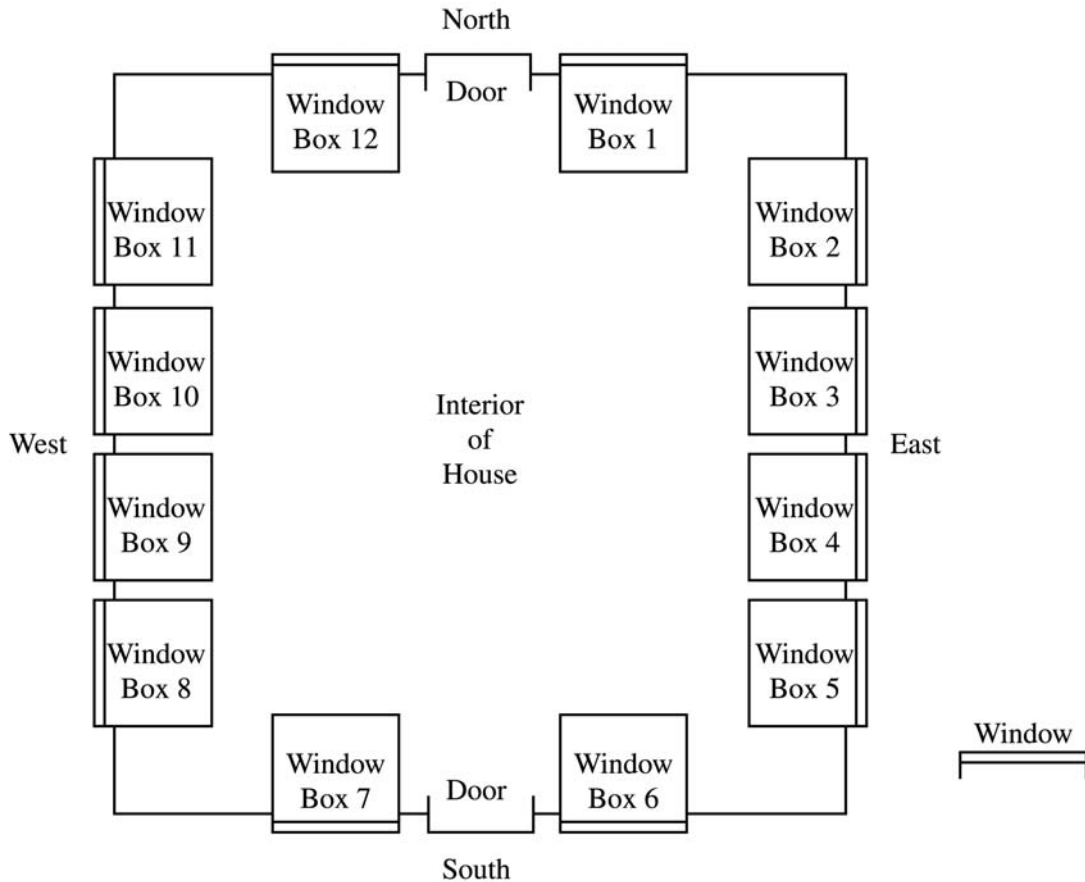 North
Door
Window
Box 12
Window
Box 1
Window
Box 11
Window
Box 2
Window
Box 10
Window
Box 3
West
Interior
of
House
East
Window
Box 9
Window
Box 4
Window
Box 8
Window
Box 5
Window
Box 7
Door
Window
Box 6
Window
South